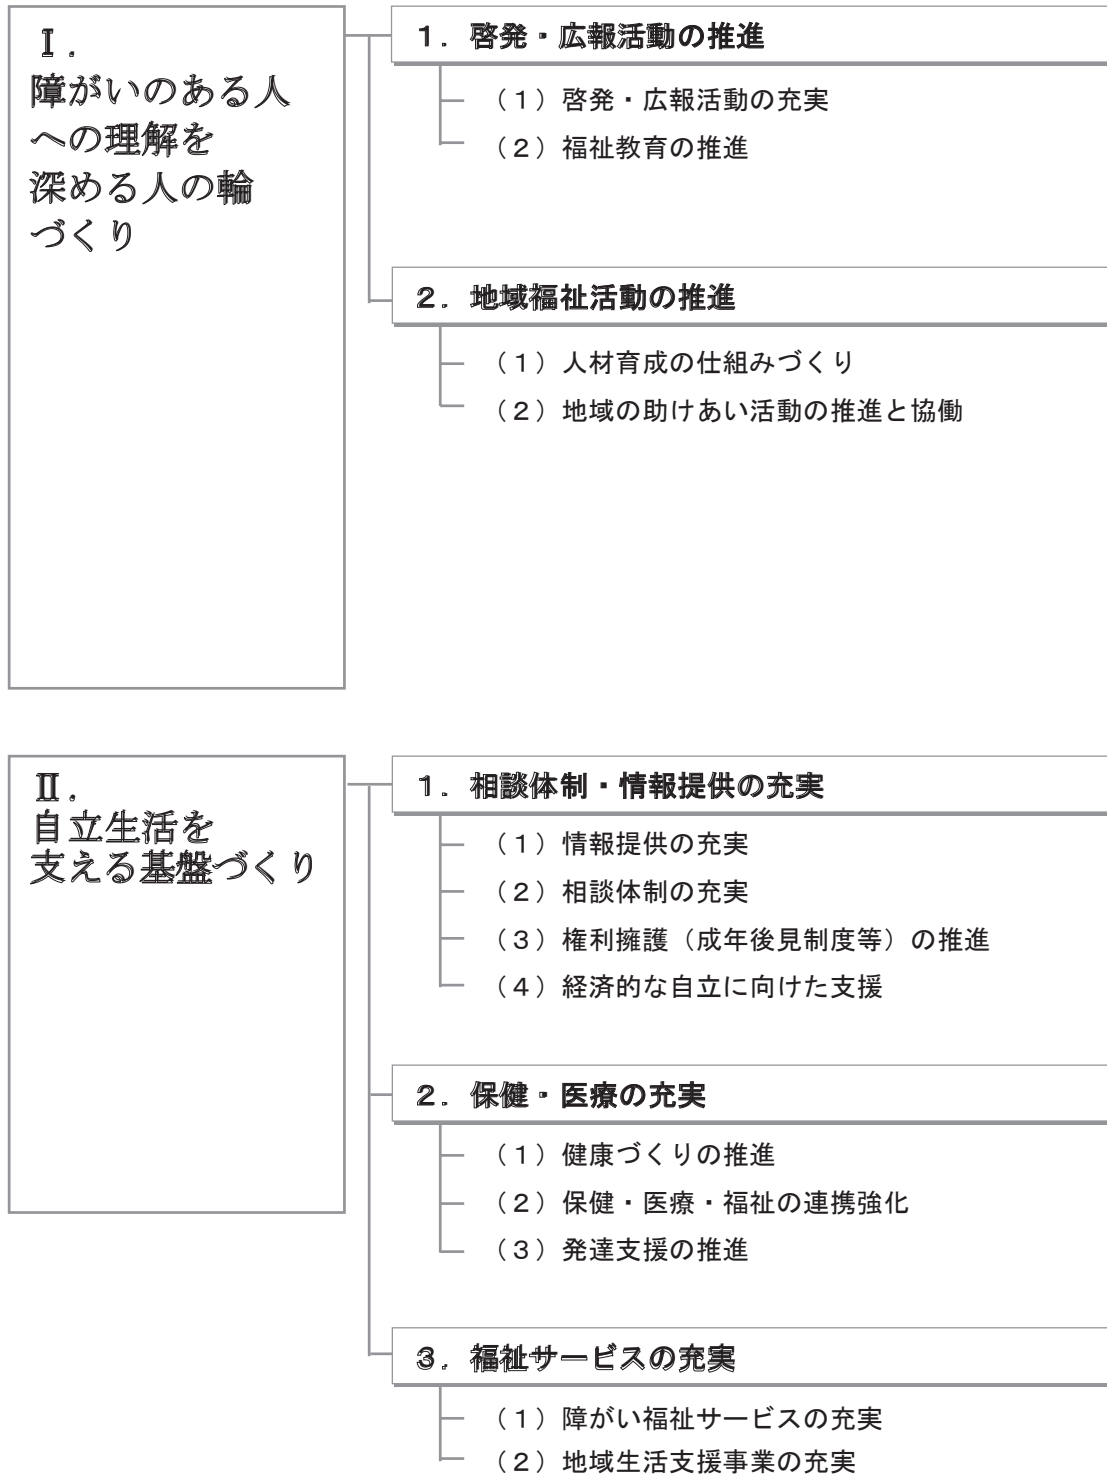 Ⅰ．
障がいのある人
への理解を
深める人の輪
づくり
１．啓発・広報活動の推進
（１）啓発・広報活動の充実
（２）福祉教育の推進
２．地域福祉活動の推進
（１）人材育成の仕組みづくり
（２）地域の助けあい活動の推進と協働
Ⅱ．
自立生活を
支える基盤づくり
１．相談体制・情報提供の充実
（１）情報提供の充実
（２）相談体制の充実
（３）権利擁護（成年後見制度等）の推進
（４）経済的な自立に向けた支援
２．保健・医療の充実
（１）健康づくりの推進
（２）保健・医療・福祉の連携強化
（３）発達支援の推進
３．福祉サービスの充実
（１）障がい福祉サービスの充実
（２）地域生活支援事業の充実